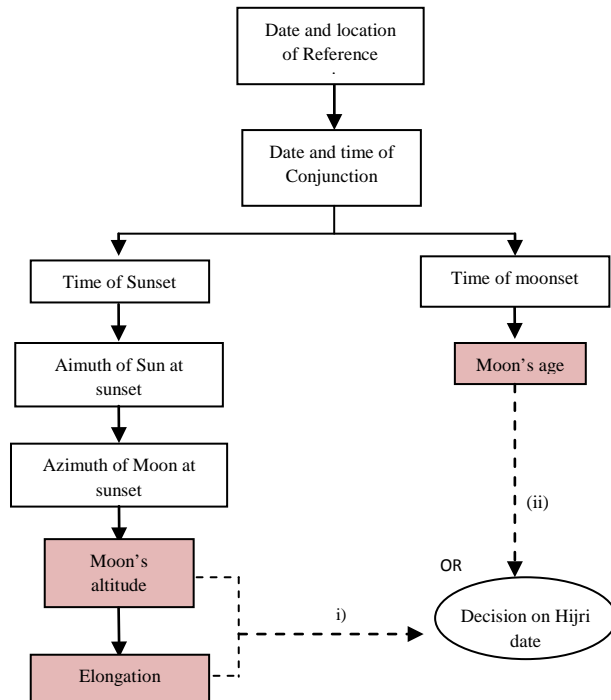 Date and location
of Reference
.
Date and time of
Conjunction
Time of Sunset
Time of moonset
Aimuth of Sun at
sunset
Moon's age
Azimuth of Moon at
sunset
(ii)
Moon's
altitude
OR
i)
Decision on Hijri
date
Elongation